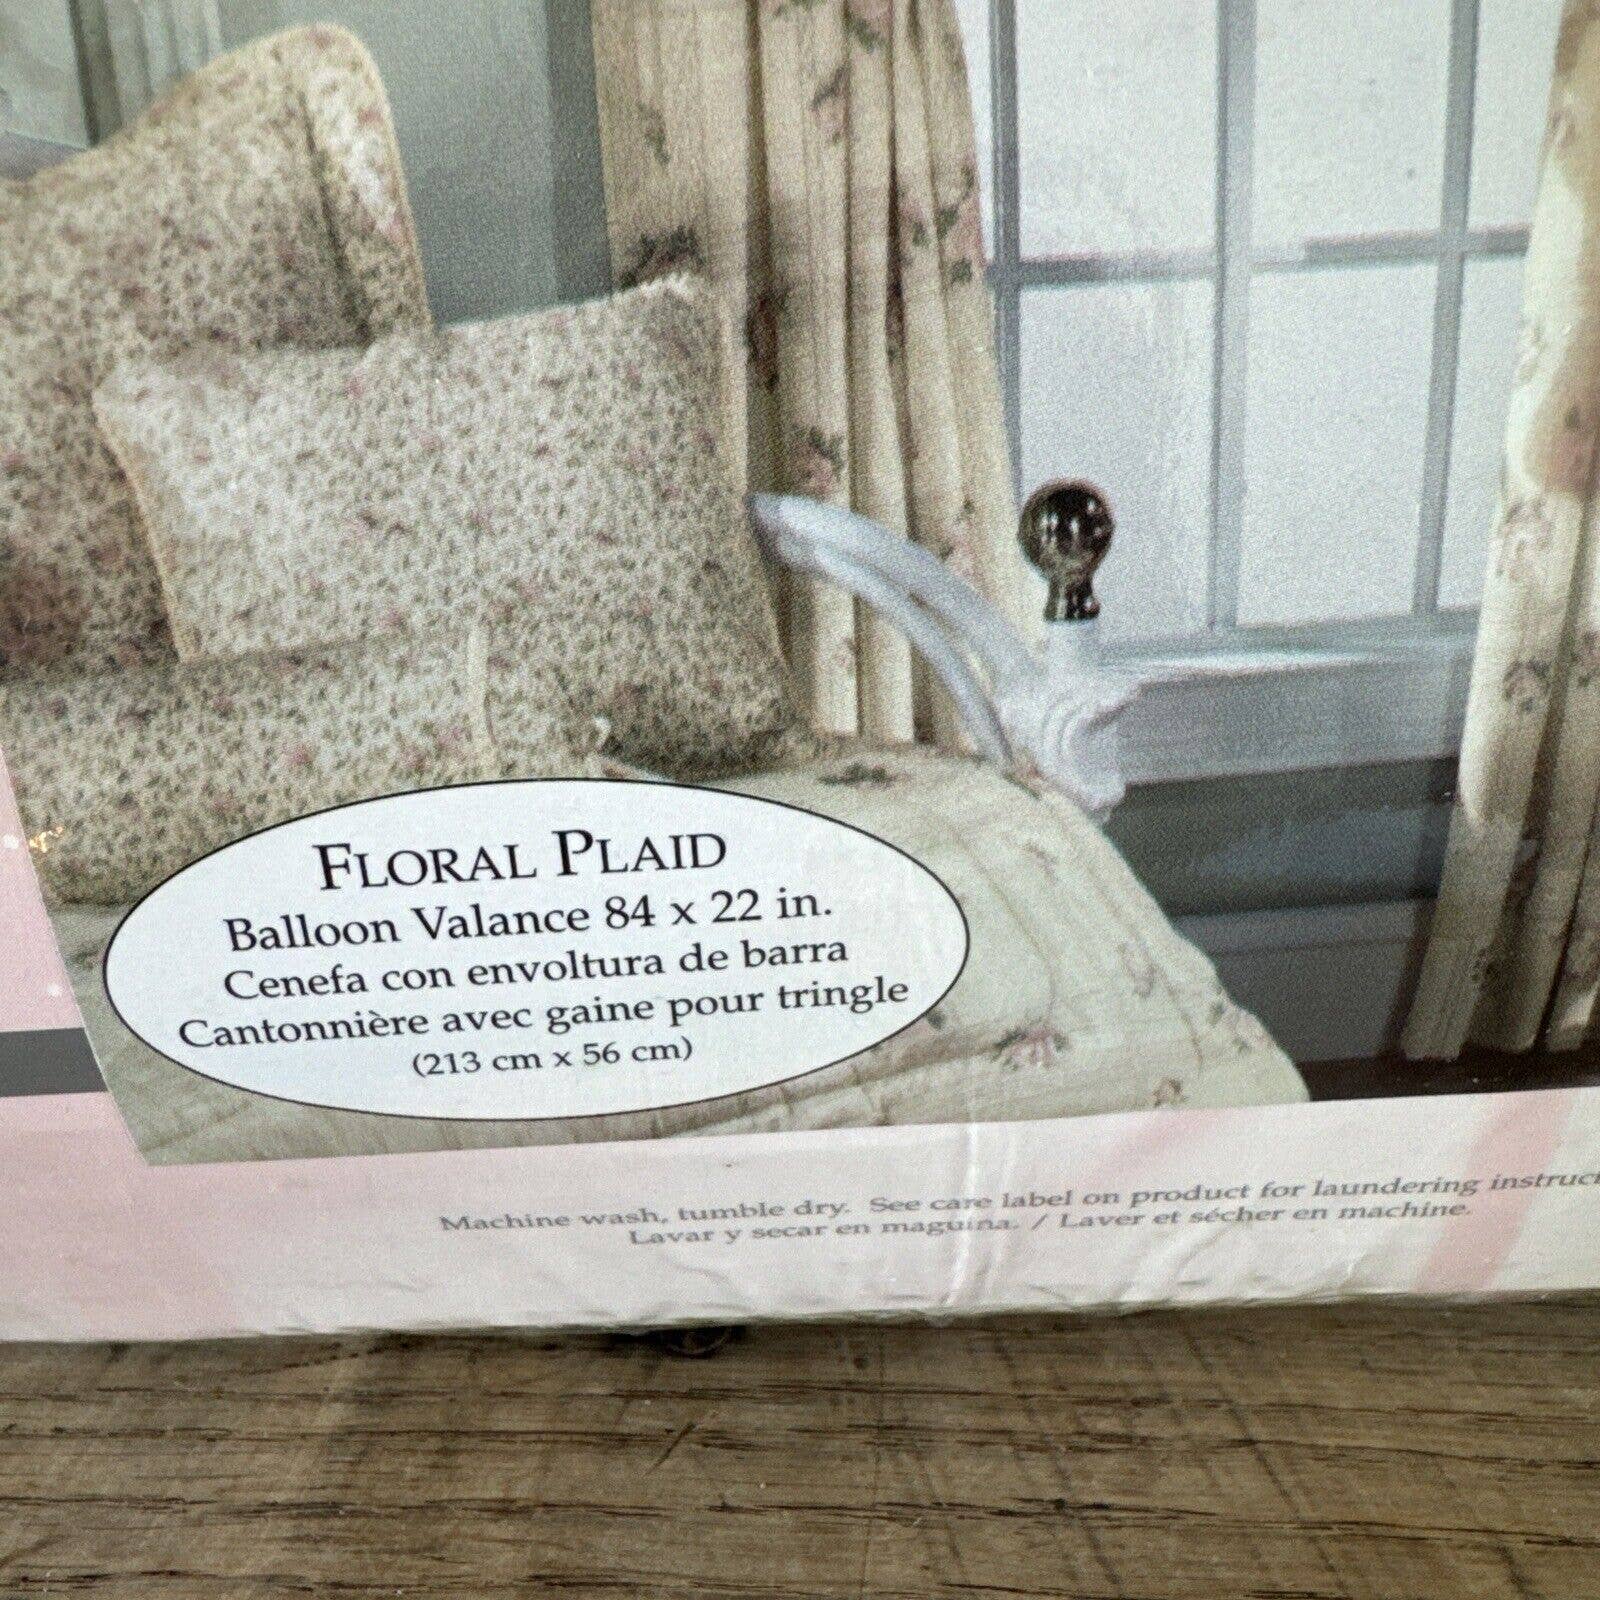 FLORAL PLAID
Balloon Valance 84 x 22 in.
Cenefa con envoltura de barra
Cantonnière avec gaine pour tringle
(213 cm x 56 cm)
Machine wash, tumble dry. See care label on product for laundering
Lavar y secar en maguina. / Laver et sécher en machine.